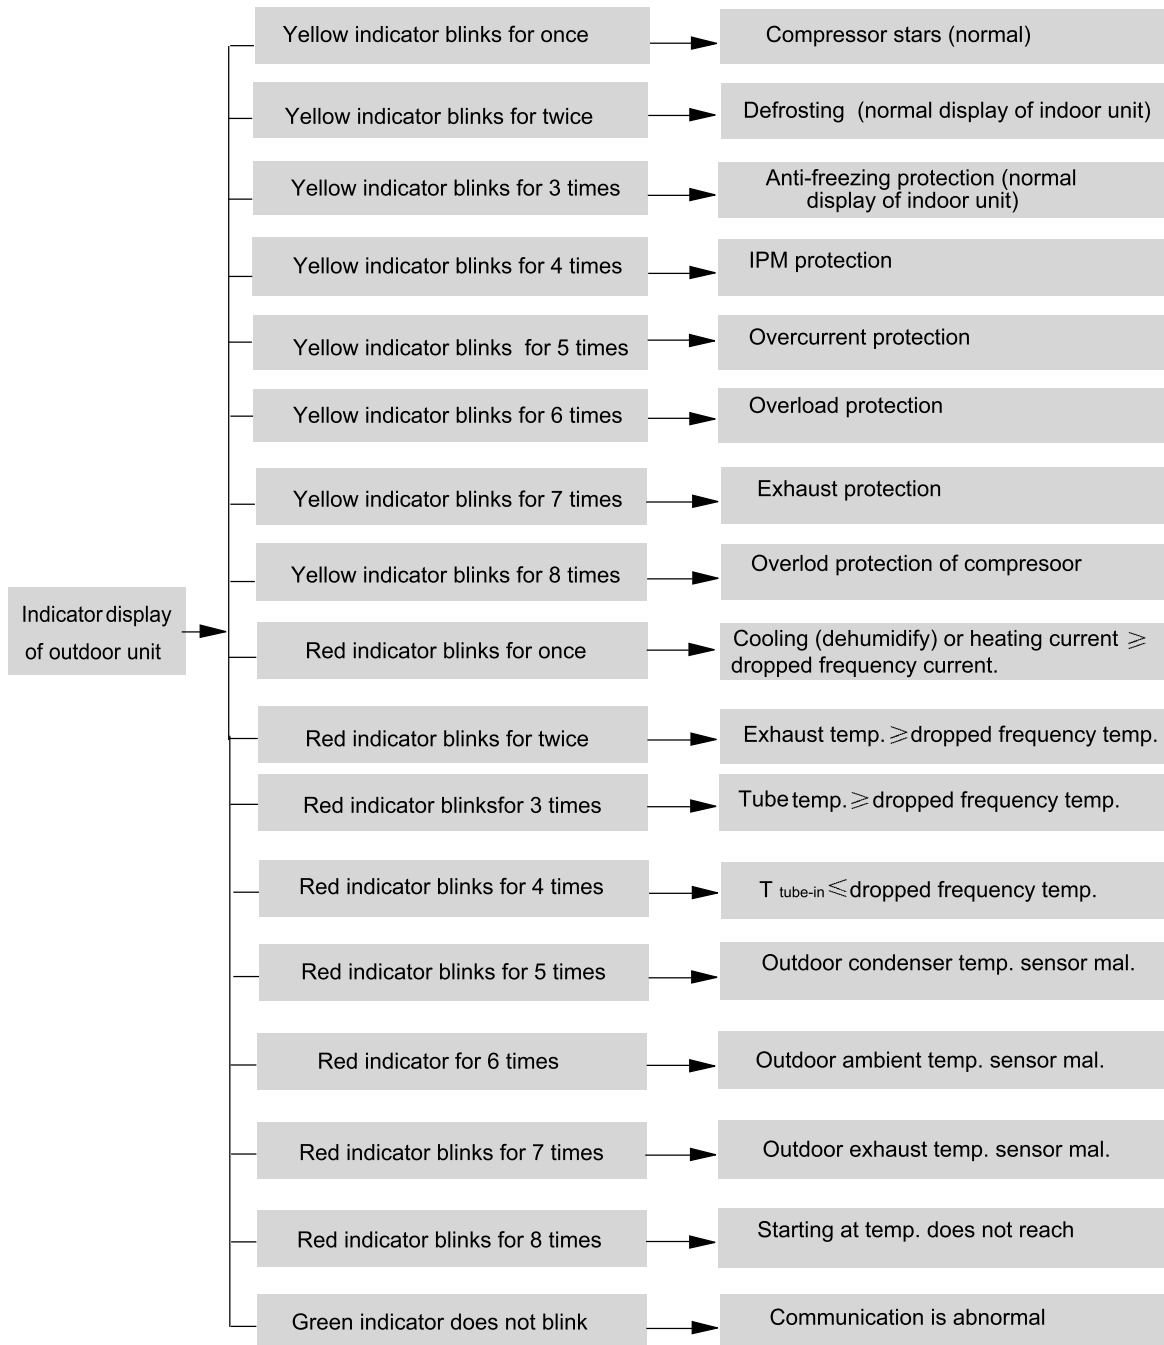 Yellow indicator blinks for once
Compressor stars (normal)
Yellow indicator blinks for twice
Defrosting (normal display of indoor unit)
Yellow indicator blinks for 3 times
Anti-freezing protection (normal
display of indoor unit)
Yellow indicator blinks for 4 times
IPM protection
Yellow indicator blinks for 5 times
Overcurrent protection
Yellow indicator blinks for 6 times
Overload protection
Yellow indicator blinks for 7 times
Exhaust protection
Yellow indicator blinks for 8 times
Overlod protection of compresoor
Indicator display
of outdoor unit
Red indicator blinks for once
Cooling (dehumidify) or heating current ≥
dropped frequency current.
Red indicator blinks for twice
Exhaust temp. ≥dropped frequency temp.
Red indicator blinksfor 3 times
Tube temp. ≥dropped frequency temp.
Red indicator blinks for 4 times
T tube-in ≤dropped frequency temp.
Red indicator blinks for 5 times
Outdoor condenser temp. sensor mal.
Red indicator for 6 times
Outdoor ambient temp. sensor mal.
Red indicator blinks for 7 times
Outdoor exhaust temp. sensor mal.
Red indicator blinks for 8 times
Starting at temp. does not reach
Green indicator does not blink
Communication is abnormal